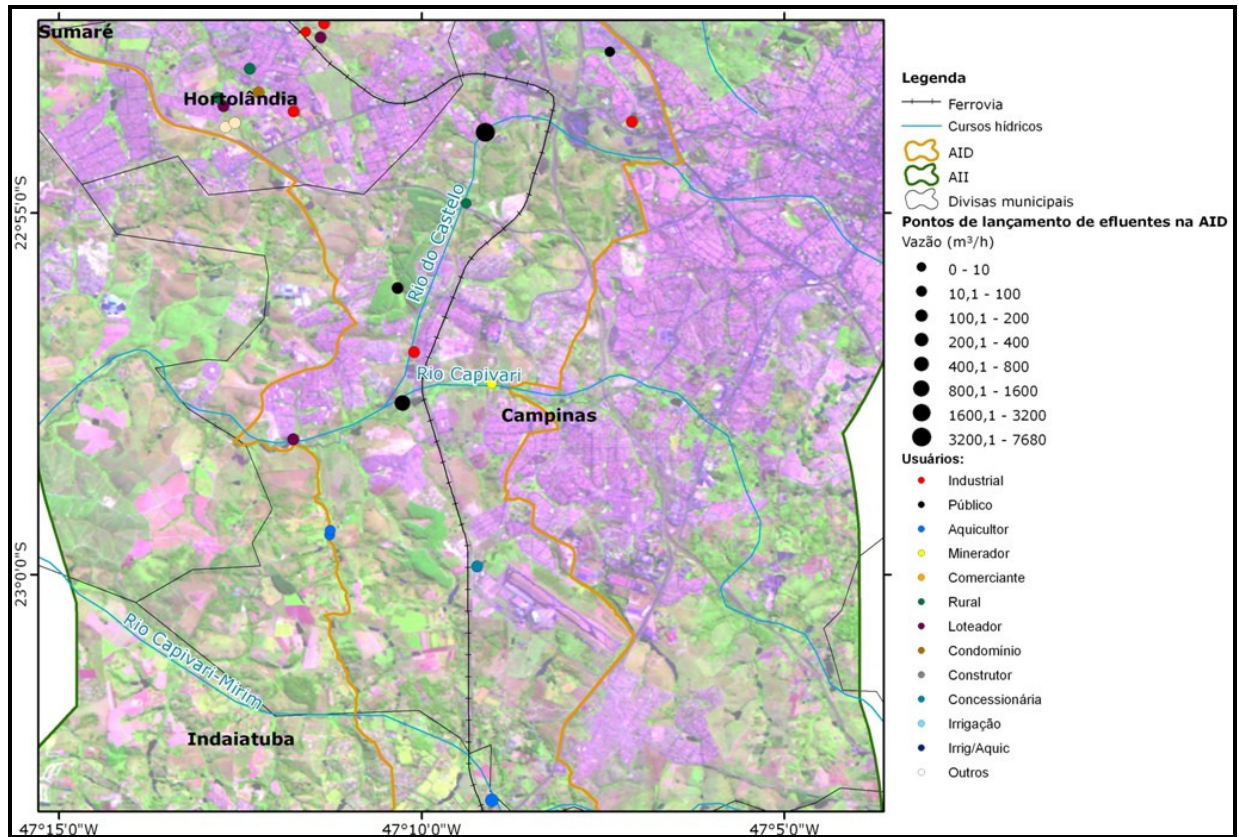 Sumaré
Hortolândia
Rio do Castelo
Rio Capivari
Campinas
Rio Capivari-Mirim
Indaiatuba
22°55'0"S
23°0'0"S
47°15'0"W
47°10'0"W
47°5'0"W
Legenda
Ferrovia
Cursos hídricos
AID
AII
Divisas municipais
Pontos de lançamento de efluentes na AID
Vazão (m³/h)
0 - 10
10,1 - 100
100,1 - 200
200,1 - 400
400,1 - 800
800,1 - 1600
1600,1 - 3200
3200,1 - 7680
Usuários:
Industrial
Público
Aquicultor
Minerador
Comerciante
Rural
Loteador
Condomínio
Construtor
Concessionária
Irrigação
Irrig/Aquic
Outros